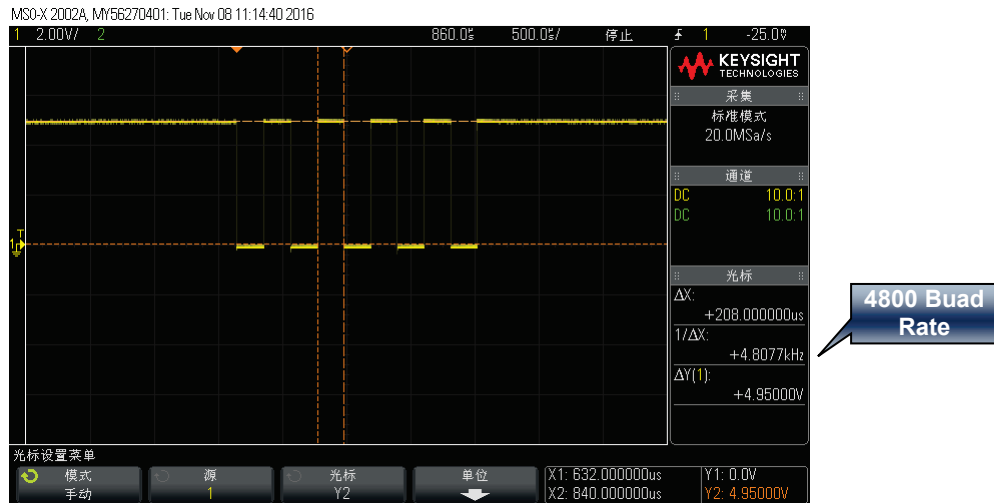 MSO-X 2002A, MY56270401: Tue Nov 08 11:14:40 2016
1 2.00V/ 2 860.0㎲ 500.0㎲/ 停止 1 -25.0V
KEYSIGHT
TECHNOLOGIES
采集
标准模式
20.0MSa/s
通道
DC 10.0:1
DC 10.0:1
T
1
光标
ΔX:
+208.000000us
1/ΔX:
+4.8077kHz
ΔY(1):
+4.95000V
4800 Buad
Rate
光标设置菜单
模式
手动
源
1
光标
Y2
单位
X1: 632.000000us
X2: 840.000000us
Y1: 0.0V
Y2: 4.95000V